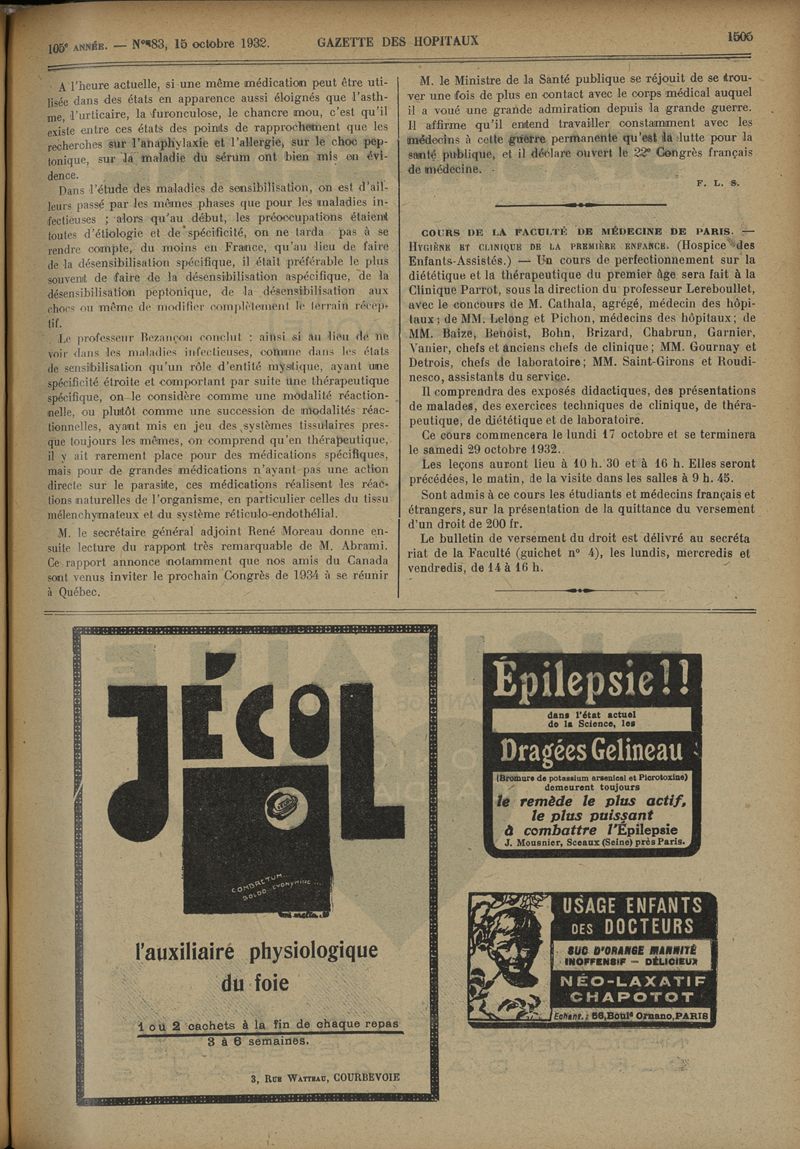 105e ANNÉE. — N° 83, 15 octobre 1932.
GAZETTE DES HOPITAUX
1505
A l'heure actuelle, si une même médication peut être uti-
lisée dans des états en apparence aussi éloignés que l'asth-
me, l'urticaire, la furonculose, le chancre mou, c'est qu'il
existe entre ces états des points de rapprochement que les
recherches sur l'anaphylaxie et l'allergie, sur le choc pep-
tonique, sur la maladie du sérum ont bien mis en évi-
dence.
Dans l'étude des maladies de sensibilisation, on est d'ail-
leurs passé par les mêmes phases que pour les maladies in-
fectieuses ; alors qu'au début, les préoccupations étaient
toutes d'étiologie et de spécificité, on ne tarda pas à se
rendre compte, du moins en France, qu'au lieu de faire
de la désensibilisation spécifique, il était préférable le plus
souvent de faire de la désensibilisation aspécifique, de la
désensibilisation peptonique, de la désensibilisation aux
chocs ou même de modifier complètement le terrain récep-
tif.
Le professeur Bezançon conclut : ainsi si au lieu de ne
voir dans les maladies infectieuses, comme dans les états
de sensibilisation qu'un rôle d'entité mystique, ayant une
spécificité étroite et comportant par suite une thérapeutique
spécifique, on le considère comme une modalité réaction-
nelle, ou plutôt comme une succession de modalités réac-
tionnelles, ayant mis en jeu des systèmes tissulaires pres-
que toujours les mêmes, on comprend qu'en thérapeutique,
il y ait rarement place pour des médications spécifiques,
mais pour de grandes médications n'ayant pas une action
directe sur le parasite, ces médications réalisent les réac-
tions naturelles de l'organisme, en particulier celles du tissu
mélenchymateux et du système réticulo-endothélial.
M. le secrétaire général adjoint René Moreau donne en-
suite lecture du rapport très remarquable de M. Abrami.
Ce rapport annonce notamment que nos amis du Canada
sont venus inviter le prochain Congrès de 1934 à se réunir
à Québec.
M. le Ministre de la Santé publique se réjouit de se trou-
ver une fois de plus en contact avec le corps médical auquel
il a voué une grande admiration depuis la grande guerre.
Il affirme qu'il entend travailler constamment avec les
médecins à cette guerre permanente qu'est la lutte pour la
santé publique, et il déclare ouvert le 22e Congrès français
de médecine.
F. L. S.
COURS DE LA FACULTÉ DE MÉDECINE DE PARIS. —
HYGIÈNE ET CLINIQUE DE LA PREMIÈRE ENFANCE. (Hospice des
Enfants-Assistés.) — Un cours de perfectionnement sur la
diététique et la thérapeutique du premier âge sera fait à la
Clinique Parrot, sous la direction du professeur Lereboullet,
avec le concours de M. Cathala, agrégé, médecin des hôpi-
taux ; de MM. Lelong et Pichon, médecins des hôpitaux ; de
MM. Baize, Benoist, Bohn, Brizard, Chabrun, Garnier,
Vanier, chefs et anciens chefs de clinique ; MM. Gournay et
Detrois, chefs de laboratoire ; MM. Saint-Girons et Roudi-
nesco, assistants du service.
Il comprendra des exposés didactiques, des présentations
de malades, des exercices techniques de clinique, de théra-
peutique, de diététique et de laboratoire.
Ce cours commencera le lundi 17 octobre et se terminera
le samedi 29 octobre 1932.
Les leçons auront lieu à 10 h. 30 et à 16 h. Elles seront
précédées, le matin, de la visite dans les salles à 9 h. 45.
Sont admis à ce cours les étudiants et médecins français et
étrangers, sur la présentation de la quittance du versement
d'un droit de 200 fr.
Le bulletin de versement du droit est délivré au secréta
riat de la Faculté (guichet n° 4), les lundis, mercredis et
vendredis, de 14 à 16 h.
JÉCOL
COMBRETUM
BOLDO EVONYMINE ...
l'auxiliaire physiologique
du foie
1 ou 2 cachets à la fin de chaque repas
3 à 6 semaines.
3, RUE WATTEAU, COURBEVOIE
Épilepsie!!
dans l'état actuel
de la Science, les
Dragées Gelineau
(Bromure de potassium arsenical et Picrotoxine)
demeurent toujours
le remède le plus actif,
le plus puissant
à combattre l'Épilepsie
J. Mousnier, Sceaux (Seine) près Paris.
USAGE ENFANTS
DES DOCTEURS
SUC D'ORANGE MANNITÉ
INOFFENSIF — DÉLICIEUX
NÉO-LAXATIF
CHAPOTOT
Echant. : 56, Bould Ornano, PARIS